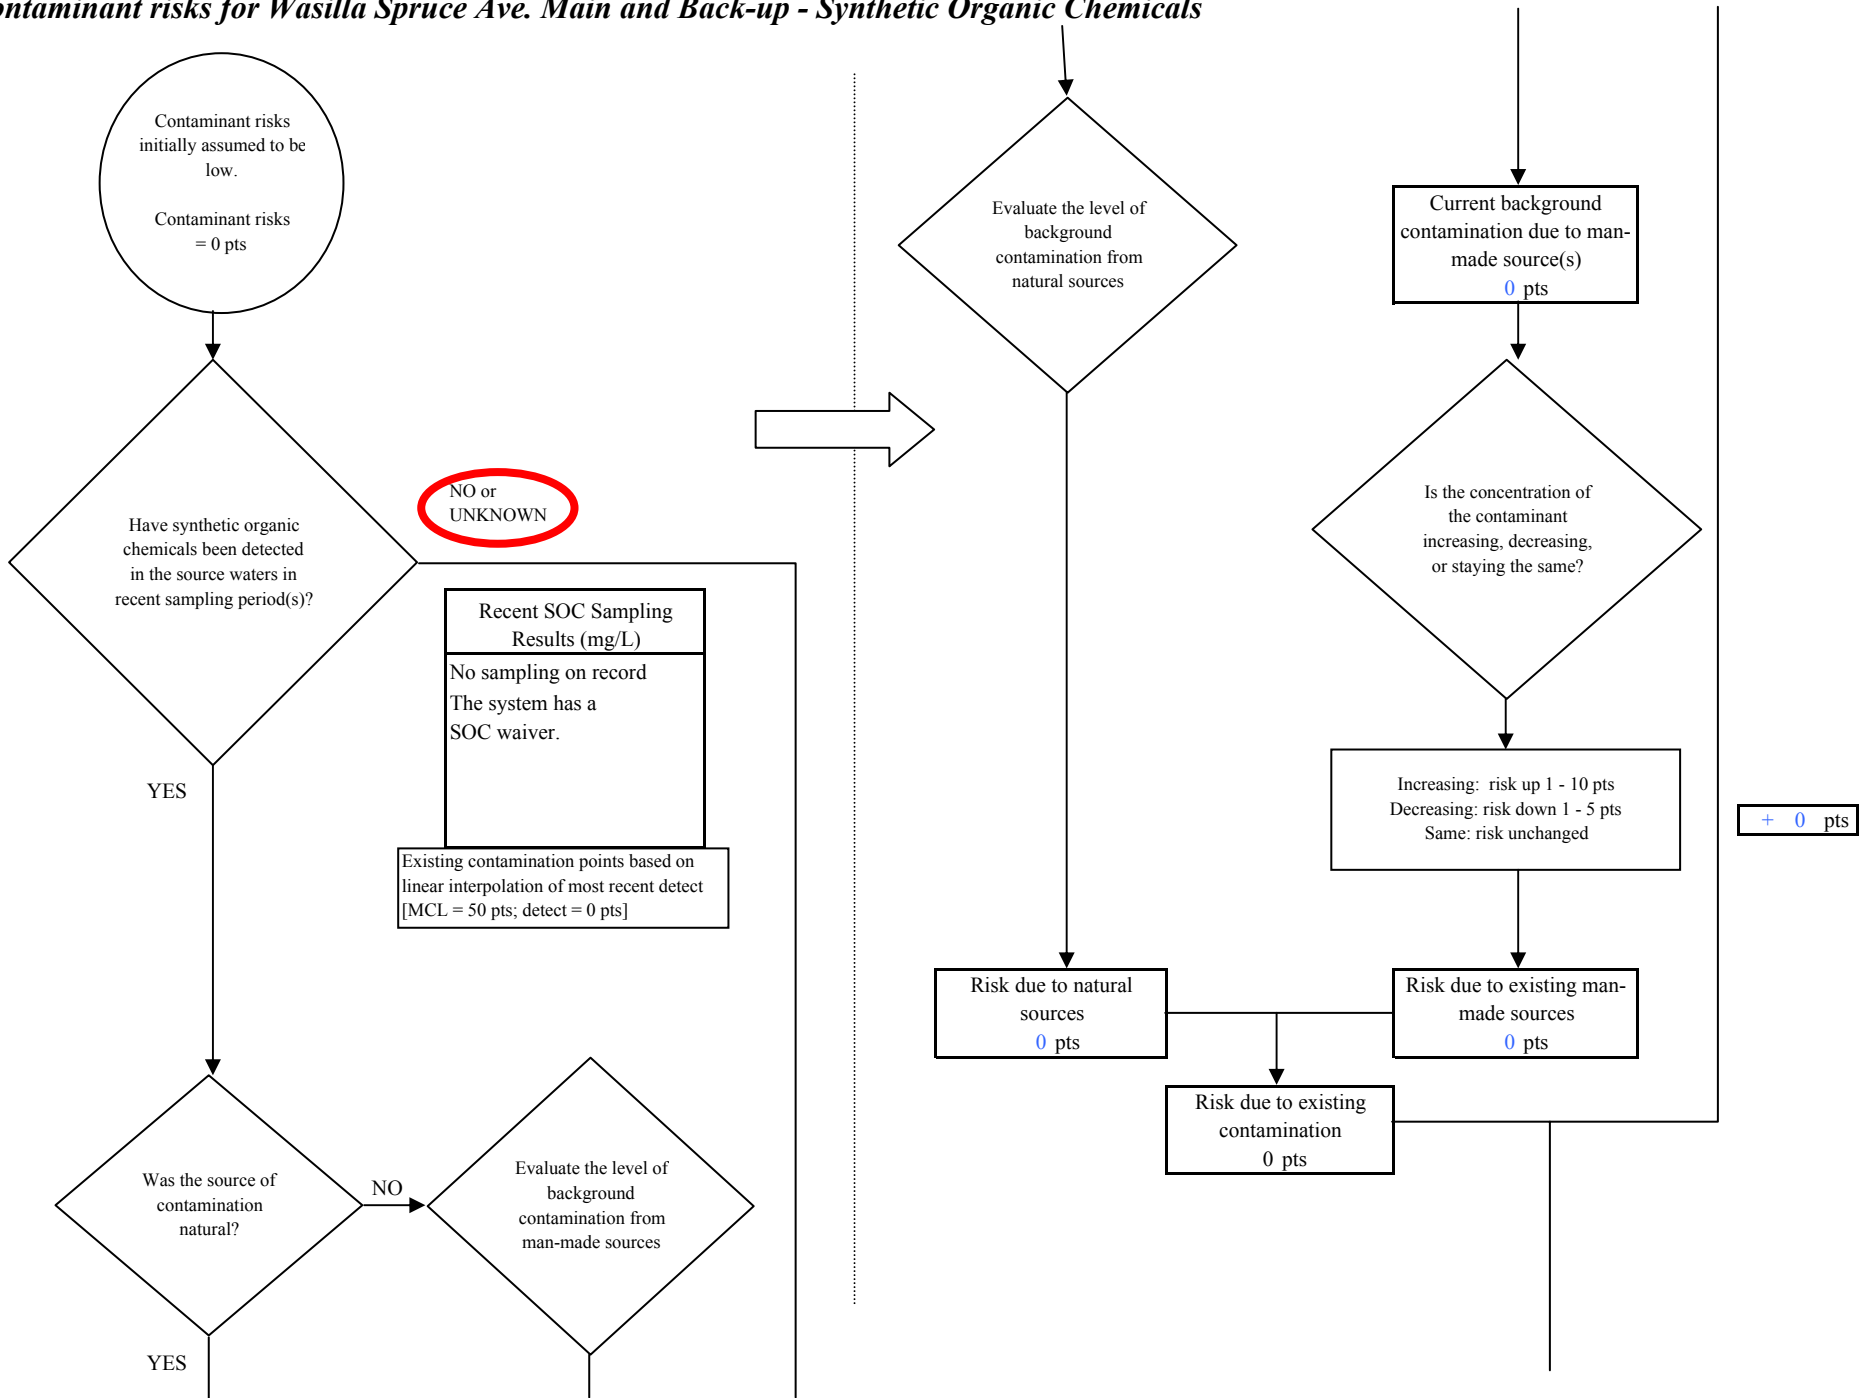 ontaminant risks for Wasilla Spruce Ave. Main and Back-up - Synthetic Organic Chemicals
Contaminant risks
initially assumed to be
low.
Contaminant risks
= 0 pts
Have synthetic organic
chemicals been detected
in the source waters in
recent sampling period(s)?
NO or
UNKNOWN
Recent SOC Sampling
Results (mg/L)
No sampling on record
The system has a
SOC waiver.
Existing contamination points based on
linear interpolation of most recent detect
[MCL = 50 pts; detect = 0 pts]
YES
Was the source of
contamination
natural?
NO
Evaluate the level of
background
contamination from
man-made sources
YES
Evaluate the level of
background
contamination from
natural sources
Current background
contamination due to man-
made source(s)
0 pts
Is the concentration of
the contaminant
increasing, decreasing,
or staying the same?
Increasing: risk up 1 - 10 pts
Decreasing: risk down 1 - 5 pts
Same: risk unchanged
+ 0 pts
Risk due to natural
sources
0 pts
Risk due to existing man-
made sources
0 pts
Risk due to existing
contamination
0 pts